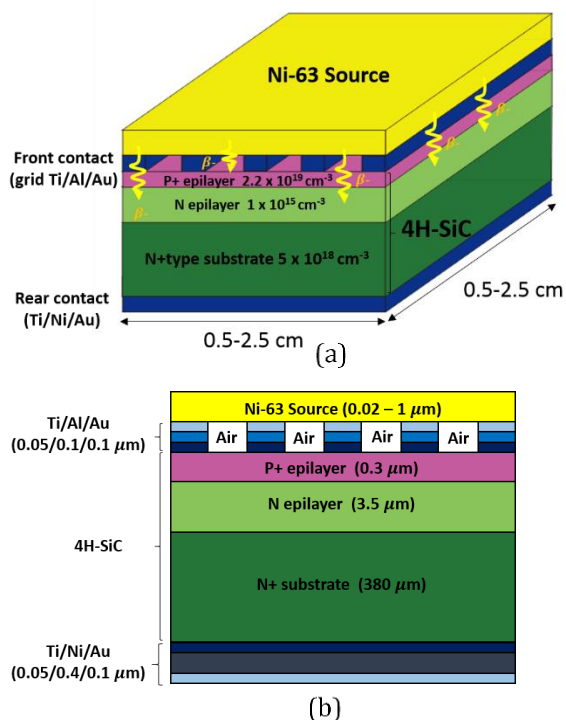 Ni-63 Source
Front contact
(grid Ti/Al/Au)
β-
β-
β-
β-
β-
P+ epilayer 2.2 x 10¹⁹ cm⁻³
N epilayer 1 x 10¹⁵ cm⁻³
4H-SiC
N+type substrate 5 x 10¹⁸ cm⁻³
Rear contact
(Ti/Ni/Au)
0.5-2.5 cm
0.5-2.5 cm
(a)
Ni-63 Source (0.02 – 1 μm)
Ti/Al/Au
(0.05/0.1/0.1 μm)
Air Air Air Air
P+ epilayer (0.3 μm)
N epilayer (3.5 μm)
4H-SiC
N+ substrate (380 μm)
Ti/Ni/Au
(0.05/0.4/0.1 μm)
(b)